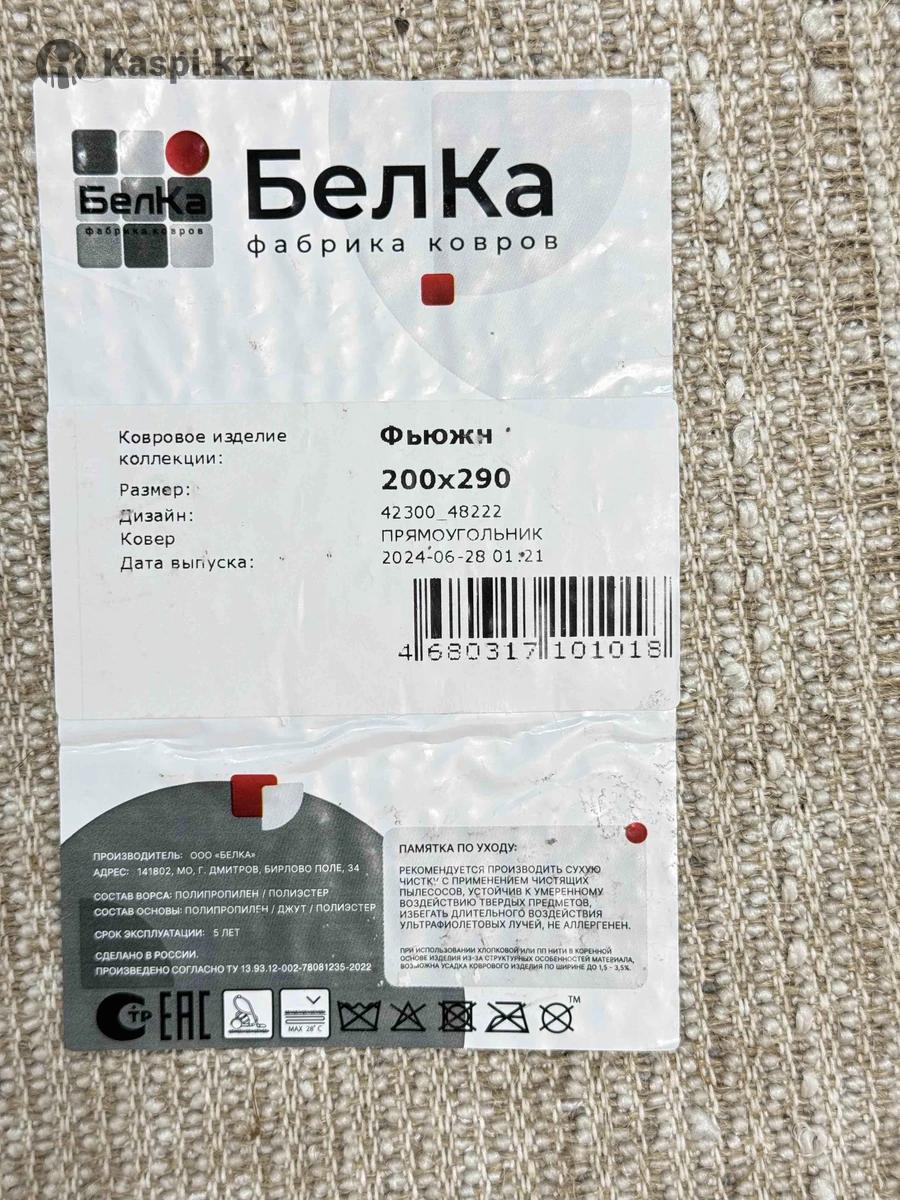 Kaspi.kz
БелКа
фабрика ковров
БелКа
фабрика ковров
Ковровое изделие коллекции: Фьюжн
Размер: 200x290
Дизайн: 42300_48222
Ковер ПРЯМОУГОЛЬНИК
Дата выпуска: 2024-06-28 01:21
4 680317 101018
ПРОИЗВОДИТЕЛЬ: ООО «БЕЛКА»
АДРЕС: 141802, МО, Г. ДМИТРОВ, БИРЛОВО ПОЛЕ, 34
СОСТАВ ВОРСА: ПОЛИПРОПИЛЕН / ПОЛИЭСТЕР
СОСТАВ ОСНОВЫ: ПОЛИПРОПИЛЕН / ДЖУТ / ПОЛИЭСТЕР
СРОК ЭКСПЛУАТАЦИИ: 5 ЛЕТ
СДЕЛАНО В РОССИИ.
ПРОИЗВЕДЕНО СОГЛАСНО ТУ 13.93.12-002-78081235-2022
ПАМЯТКА ПО УХОДУ:
РЕКОМЕНДУЕТСЯ ПРОИЗВОДИТЬ СУХУЮ
ЧИСТКУ С ПРИМЕНЕНИЕМ ЧИСТЯЩИХ
ПЫЛЕСОСОВ, УСТОЙЧИВ К УМЕРЕННОМУ
ВОЗДЕЙСТВИЮ ТВЕРДЫХ ПРЕДМЕТОВ,
ИЗБЕГАТЬ ДЛИТЕЛЬНОГО ВОЗДЕЙСТВИЯ
УЛЬТРАФИОЛЕТОВЫХ ЛУЧЕЙ, НЕ АЛЛЕРГЕНЕН.
ПРИ ИСПОЛЬЗОВАНИИ ХЛОПКОВОЙ ИЛИ ПП НИТИ В КОРЕННОЙ
ОСНОВЕ ИЗДЕЛИЯ ИЗ-ЗА СТРУКТУРНЫХ ОСОБЕННОСТЕЙ МАТЕРИАЛА,
ВОЗМОЖНА УСАДКА КОВРОВОГО ИЗДЕЛИЯ ПО ШИРИНЕ ДО 1,5 - 3,5%.
СТР EAC MAX 28° C TM